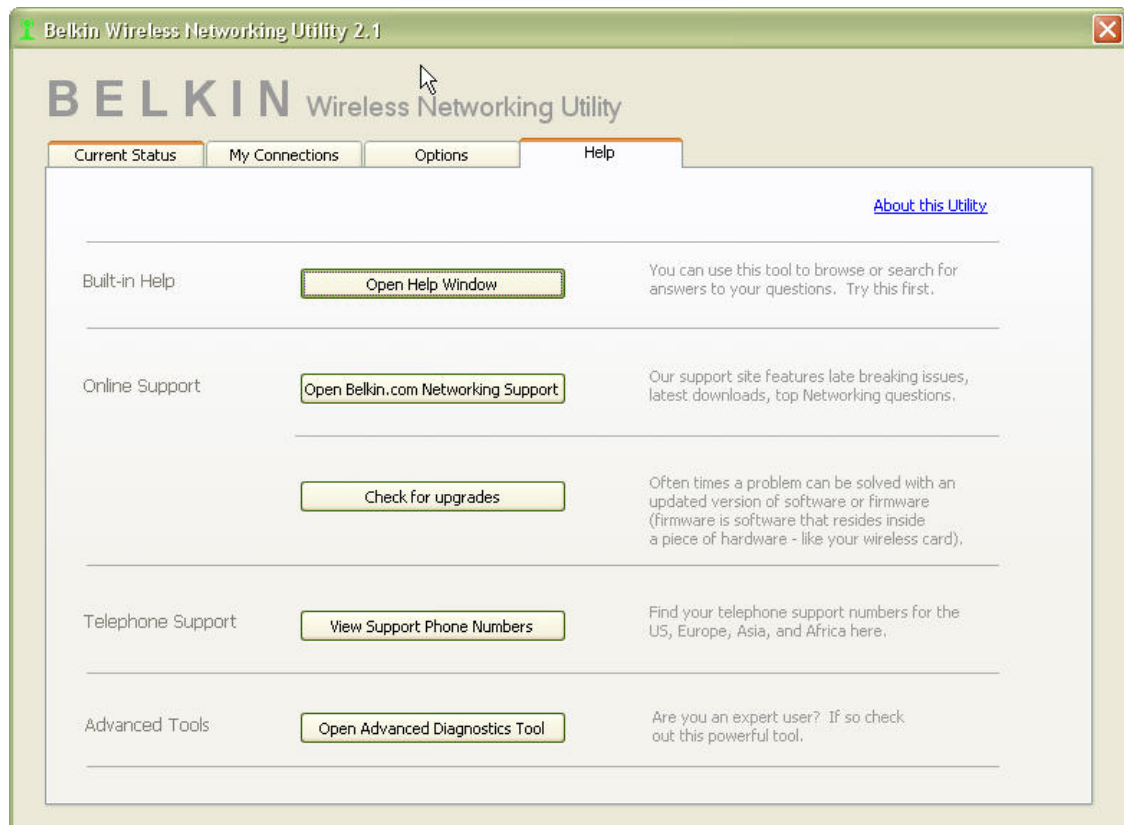 Belkin Wireless Networking Utility 2.1
BELKIN Wireless Networking Utility
Current Status
My Connections
Options
Help
About this Utility
Built-in Help
Open Help Window
You can use this tool to browse or search for
answers to your questions. Try this first.
Online Support
Open Belkin.com Networking Support
Our support site features late breaking issues,
latest downloads, top Networking questions.
Check for upgrades
Often times a problem can be solved with an
updated version of software or firmware
(firmware is software that resides inside
a piece of hardware - like your wireless card).
Telephone Support
View Support Phone Numbers
Find your telephone support numbers for the
US, Europe, Asia, and Africa here.
Advanced Tools
Open Advanced Diagnostics Tool
Are you an expert user? If so check
out this powerful tool.